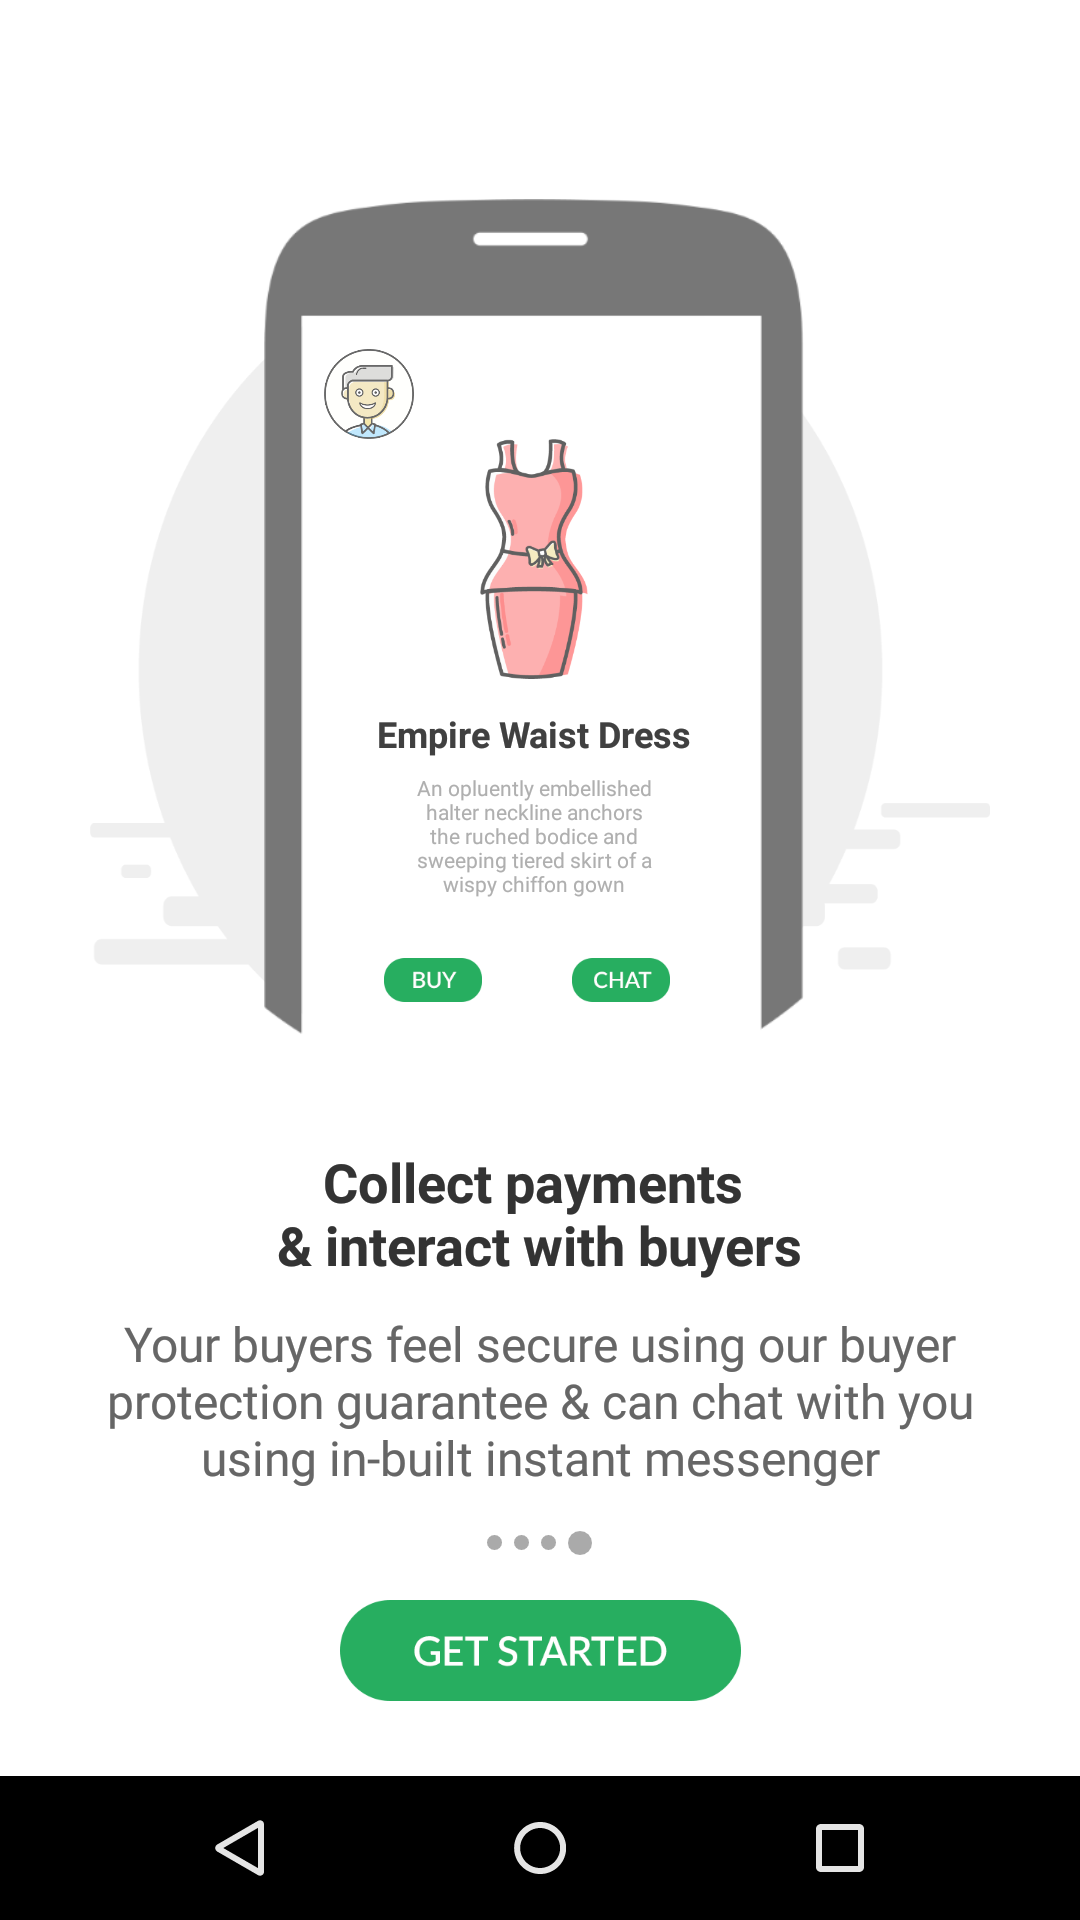 Empire Waist Dress
An opluently embellished
halter neckline anchors
the ruched bodice and
sweeping tiered skirt of a
wispy chiffon gown
BUY
CHAT
Collect payments
& interact with buyers
Your buyers feel secure using our buyer
protection guarantee & can chat with you
using in-built instant messenger
GET STARTED